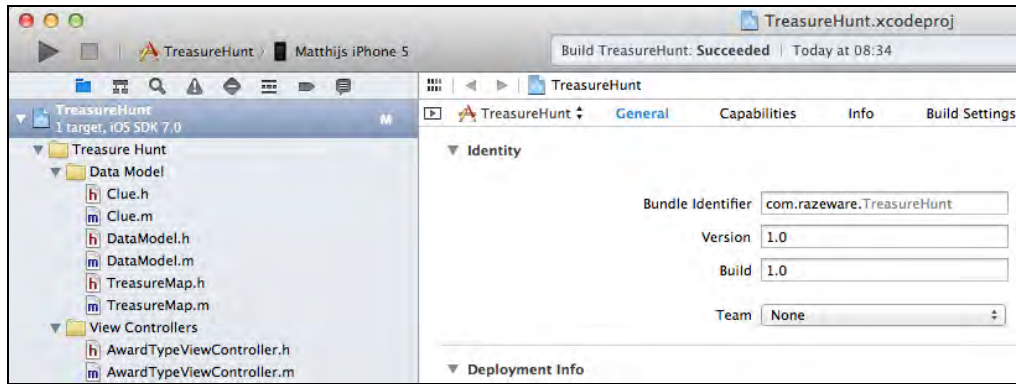 TreasureHunt.xcodeproj
TreasureHunt
Matthijs iPhone 5
Build TreasureHunt: Succeeded | Today at 08:34
TreasureHunt
TreasureHunt
1 target, iOS SDK 7.0
M
TreasureHunt
General
Capabilities
Info
Build Settings
Treasure Hunt
Data Model
h Clue.h
m Clue.m
h DataModel.h
m DataModel.m
h TreasureMap.h
m TreasureMap.m
View Controllers
h AwardTypeViewController.h
m AwardTypeViewController.m
Identity
Bundle Identifier com.razeware.TreasureHunt
Version 1.0
Build 1.0
Team None
Deployment Info